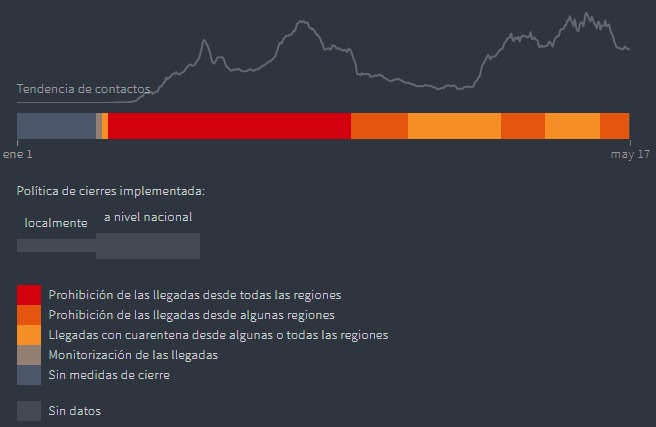 Tendencia de contactos
ene 1
may 17
Política de cierres implementada:
localmente
a nivel nacional
Prohibición de las llegadas desde todas las regiones
Prohibición de las llegadas desde algunas regiones
Llegadas con cuarentena desde algunas o todas las regiones
Monitorización de las llegadas
Sin medidas de cierre
Sin datos